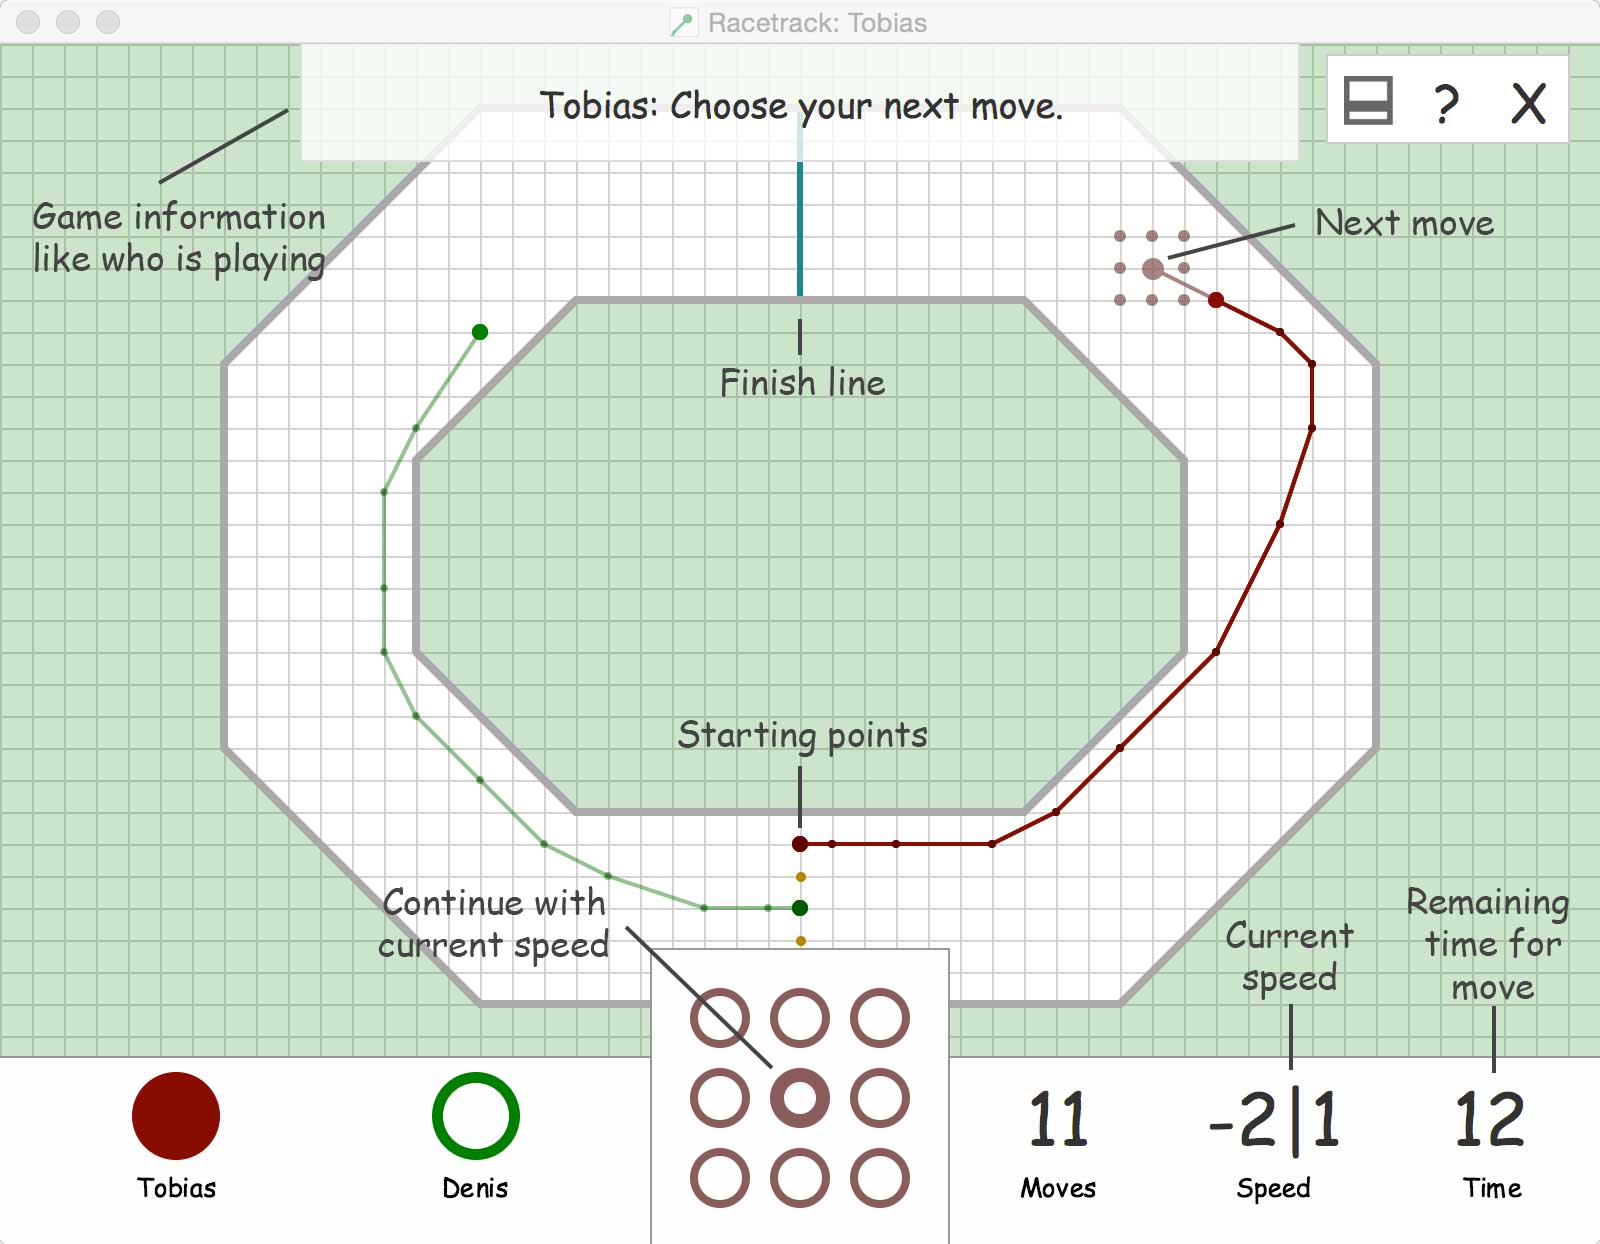 Racetrack: Tobias
Tobias: Choose your next move.
? X
Game information
like who is playing
Next move
Finish line
Starting points
Continue with
current speed
Current
speed
Remaining
time for
move
11
-2|1
12
Tobias
Denis
Moves
Speed
Time